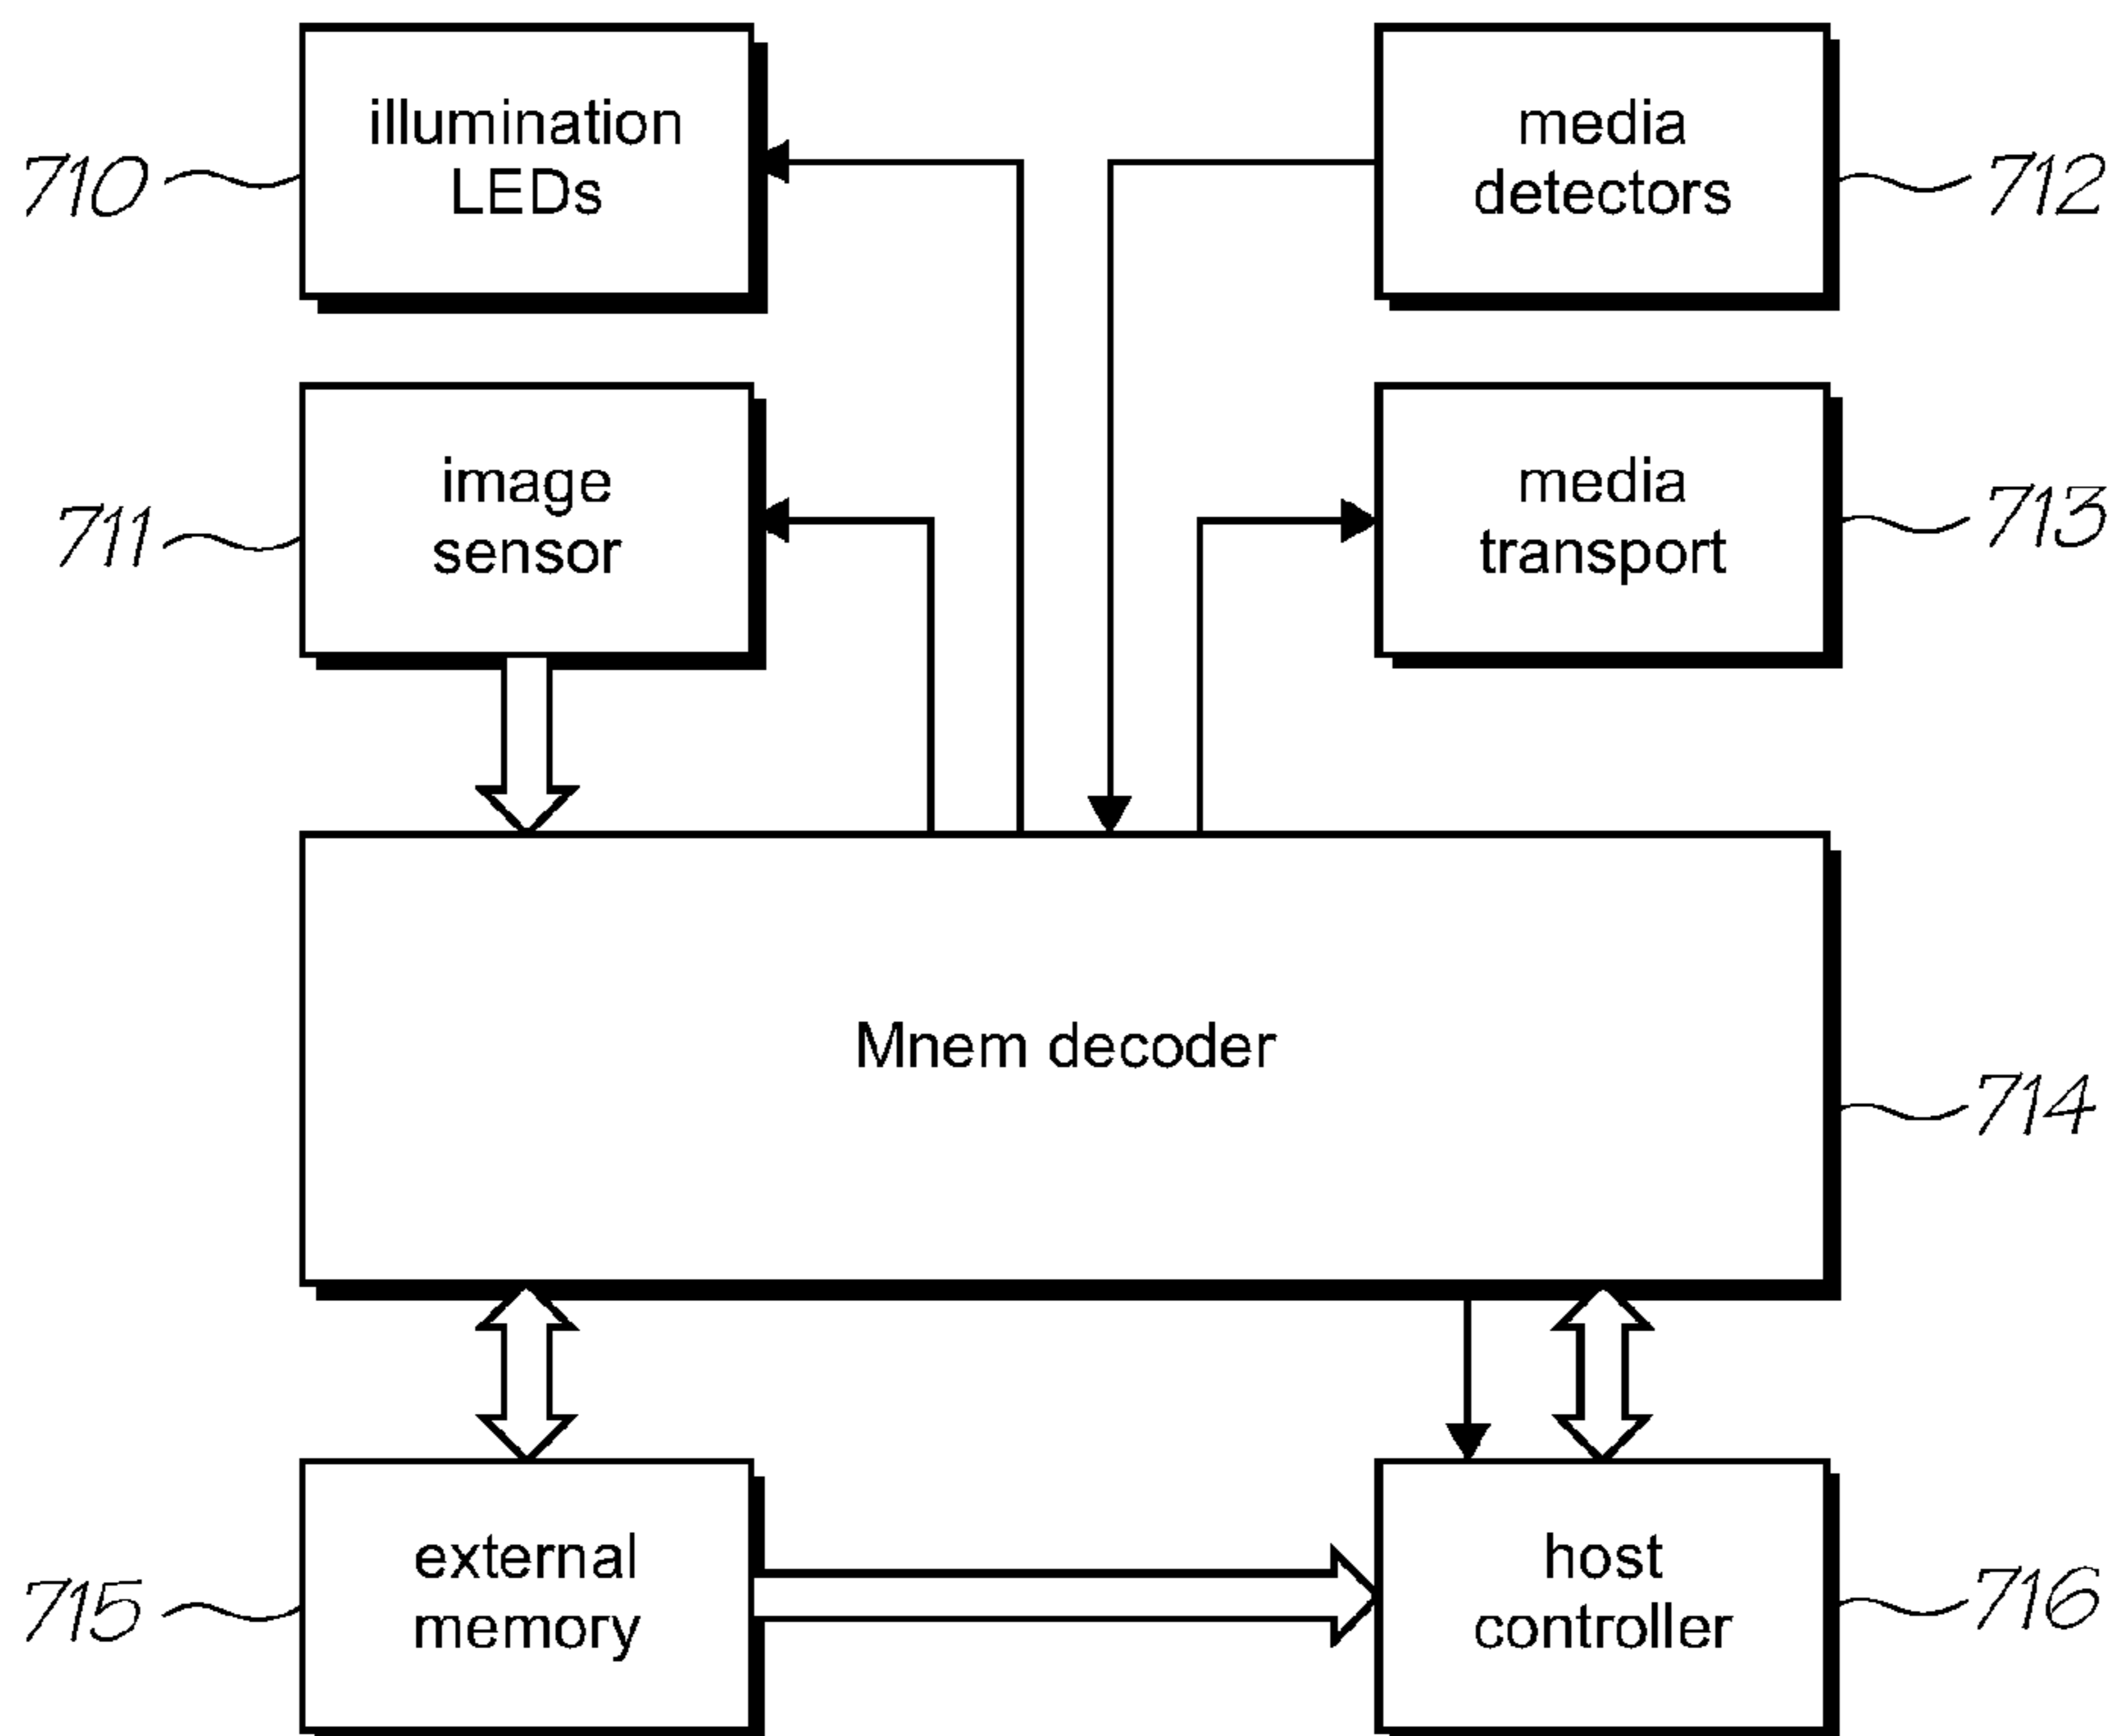 710
illumination
LEDs
media
detectors
712
711
image
sensor
media
transport
713
Mnem decoder
714
715
external
memory
host
controller
716